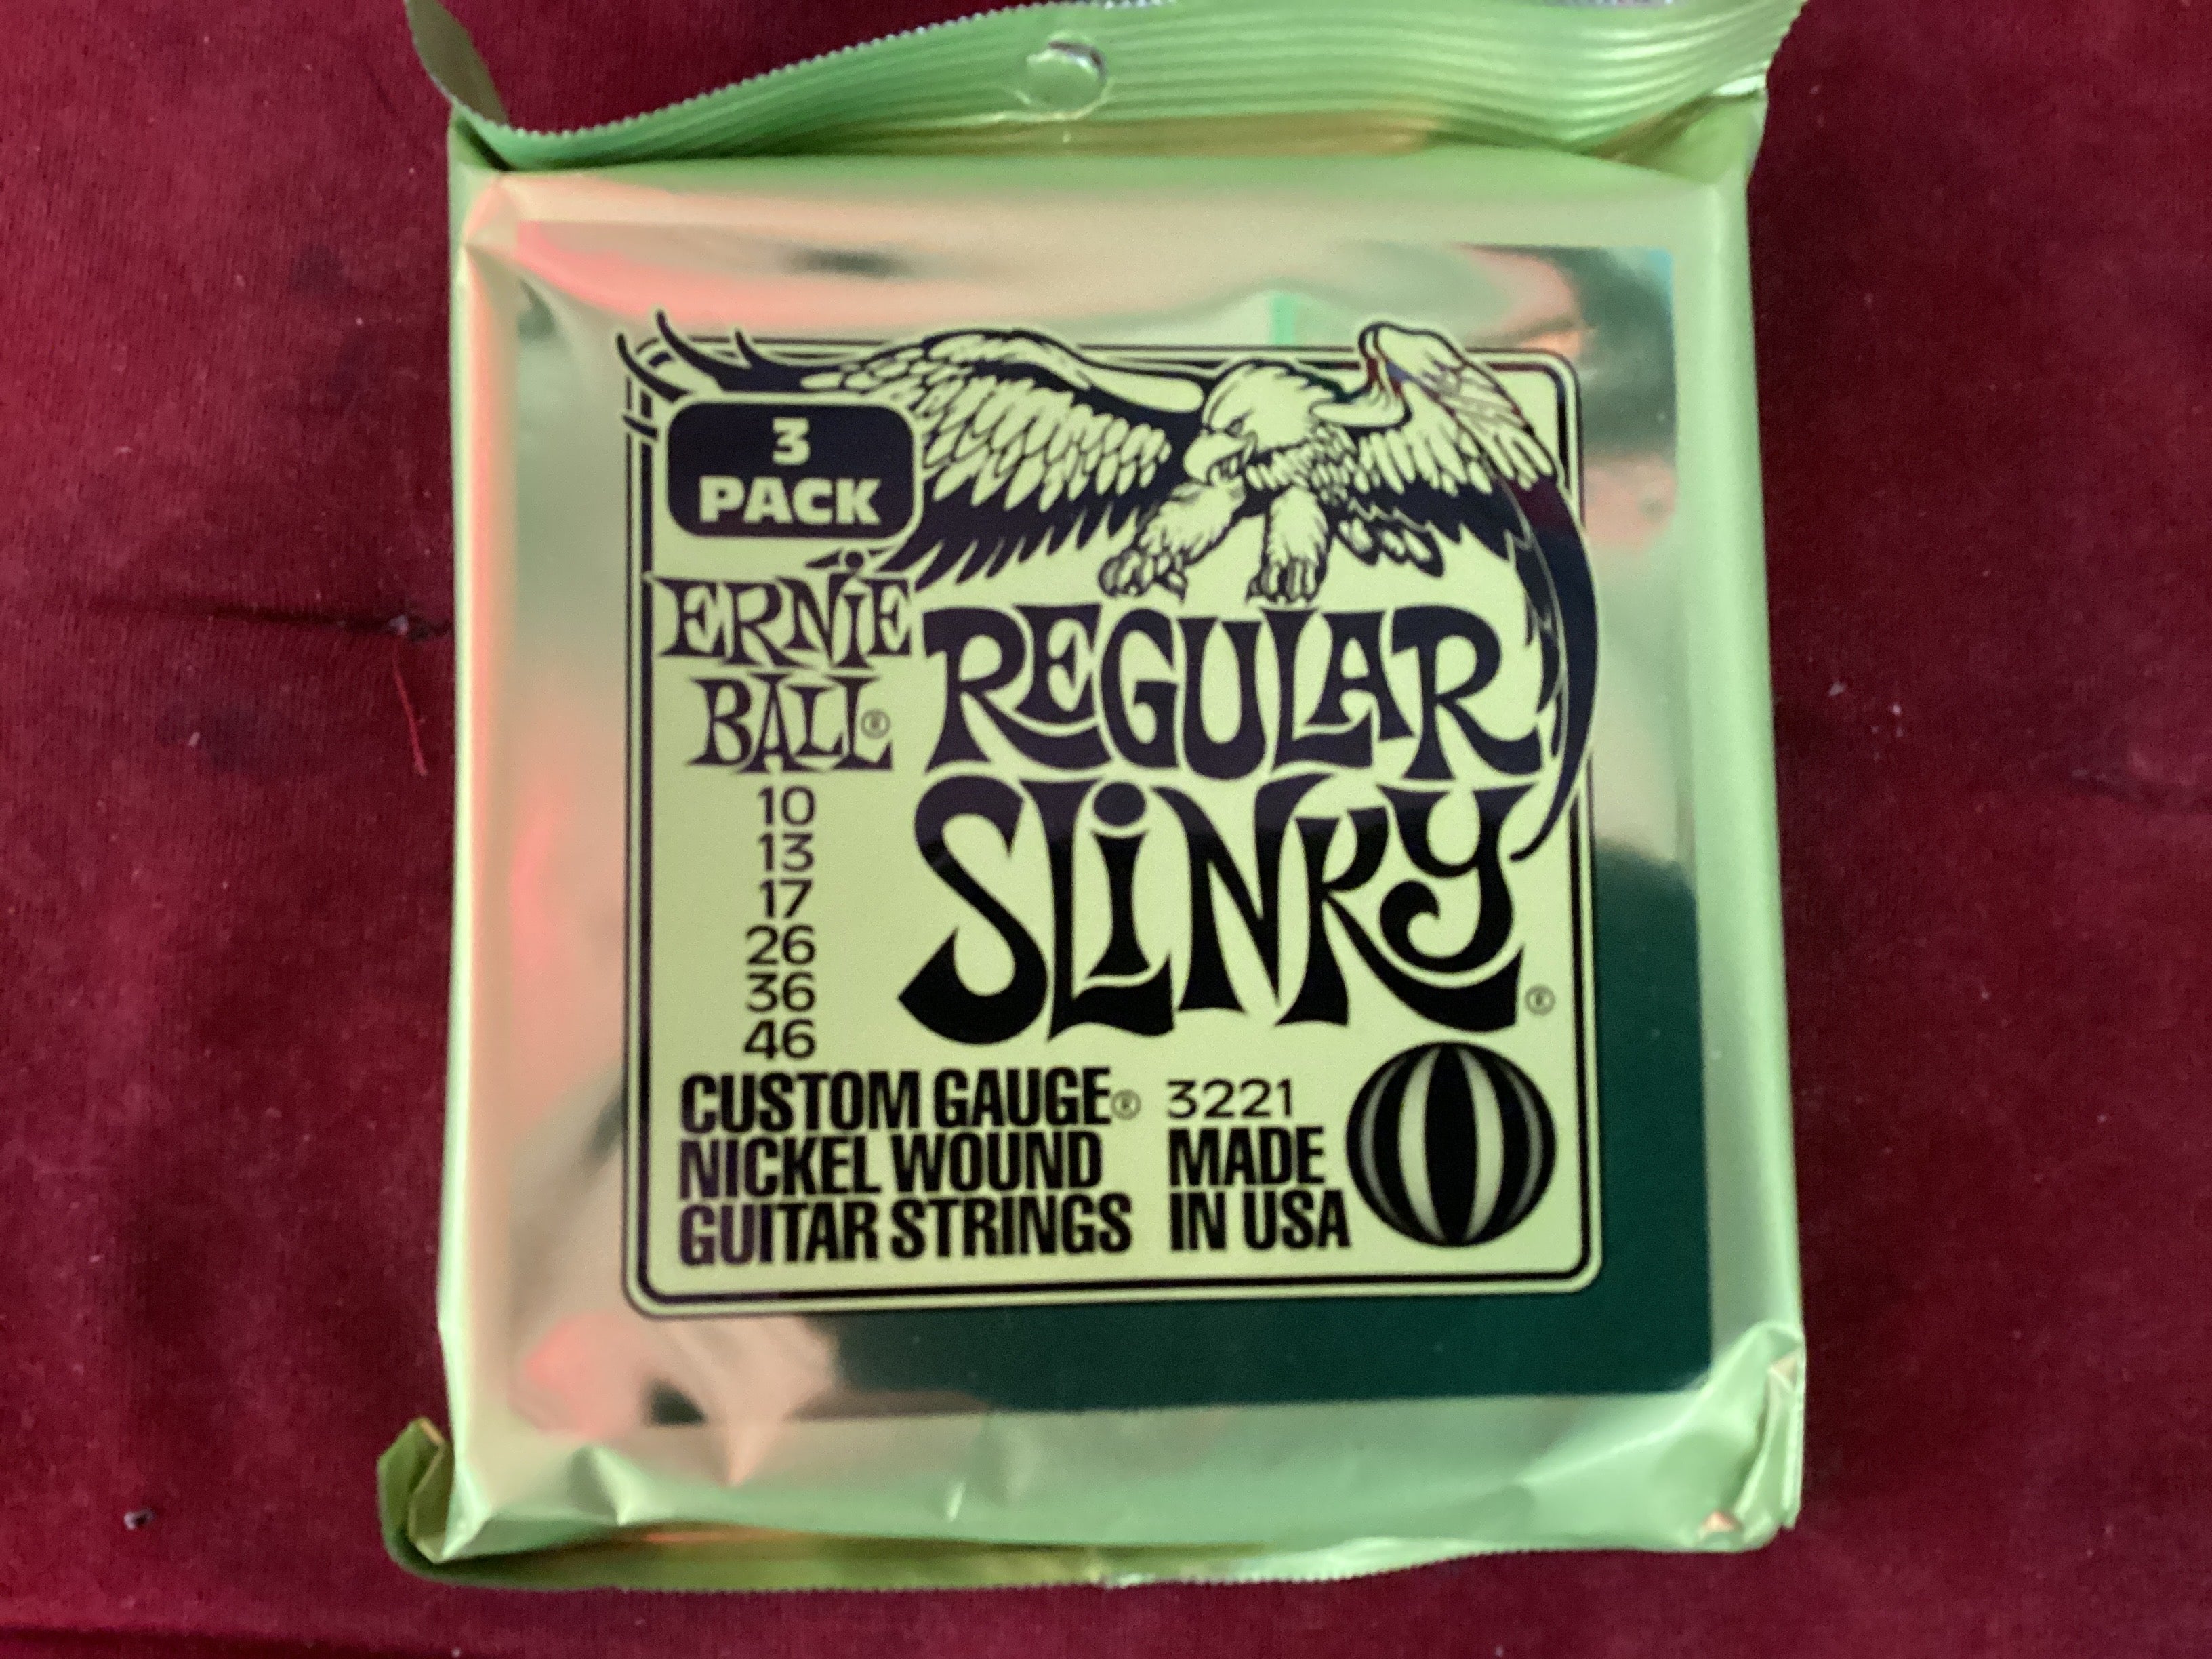 3
PACK
ERNiE
BALL®
REGULAR
SLiNKY®
10
13
17
26
36
46
CUSTOM GAUGE®
NICKEL WOUND
GUITAR STRINGS
3221
MADE
IN USA